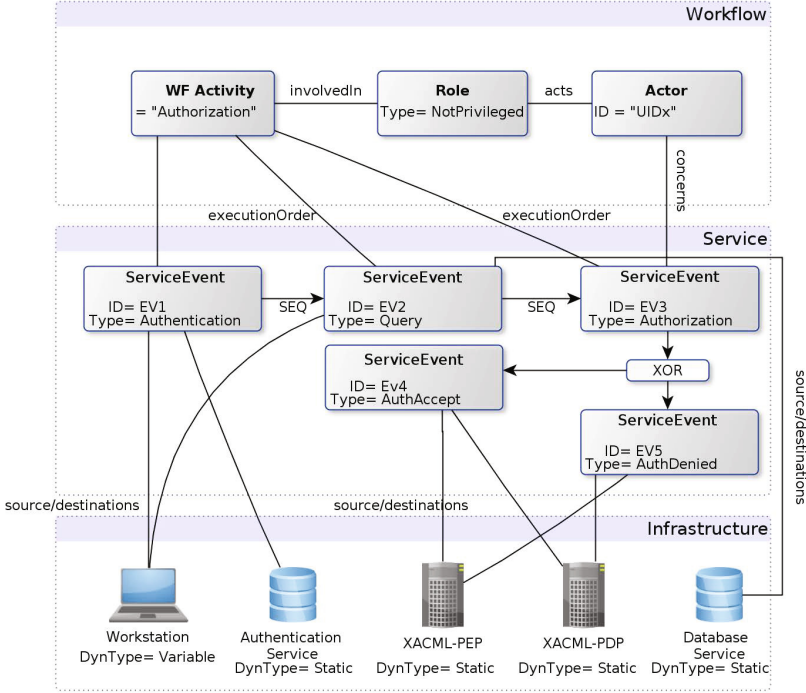 Workflow
WF Activity
= "Authorization"
involvedIn
Role
Type= NotPrivileged
acts
Actor
ID = "UIDx"
concerns
executionOrder
executionOrder
Service
ServiceEvent
ID= EV1
Type= Authentication
SEQ
ServiceEvent
ID= EV2
Type= Query
SEQ
ServiceEvent
ID= EV3
Type= Authorization
ServiceEvent
ID= Ev4
Type= AuthAccept
XOR
ServiceEvent
ID= EV5
Type= AuthDenied
source/destinations
source/destinations
source/destinations
Infrastructure
Workstation
DynType= Variable
Authentication
Service
DynType= Static
XACML-PEP
DynType= Static
XACML-PDP
DynType= Static
Database
Service
DynType= Static